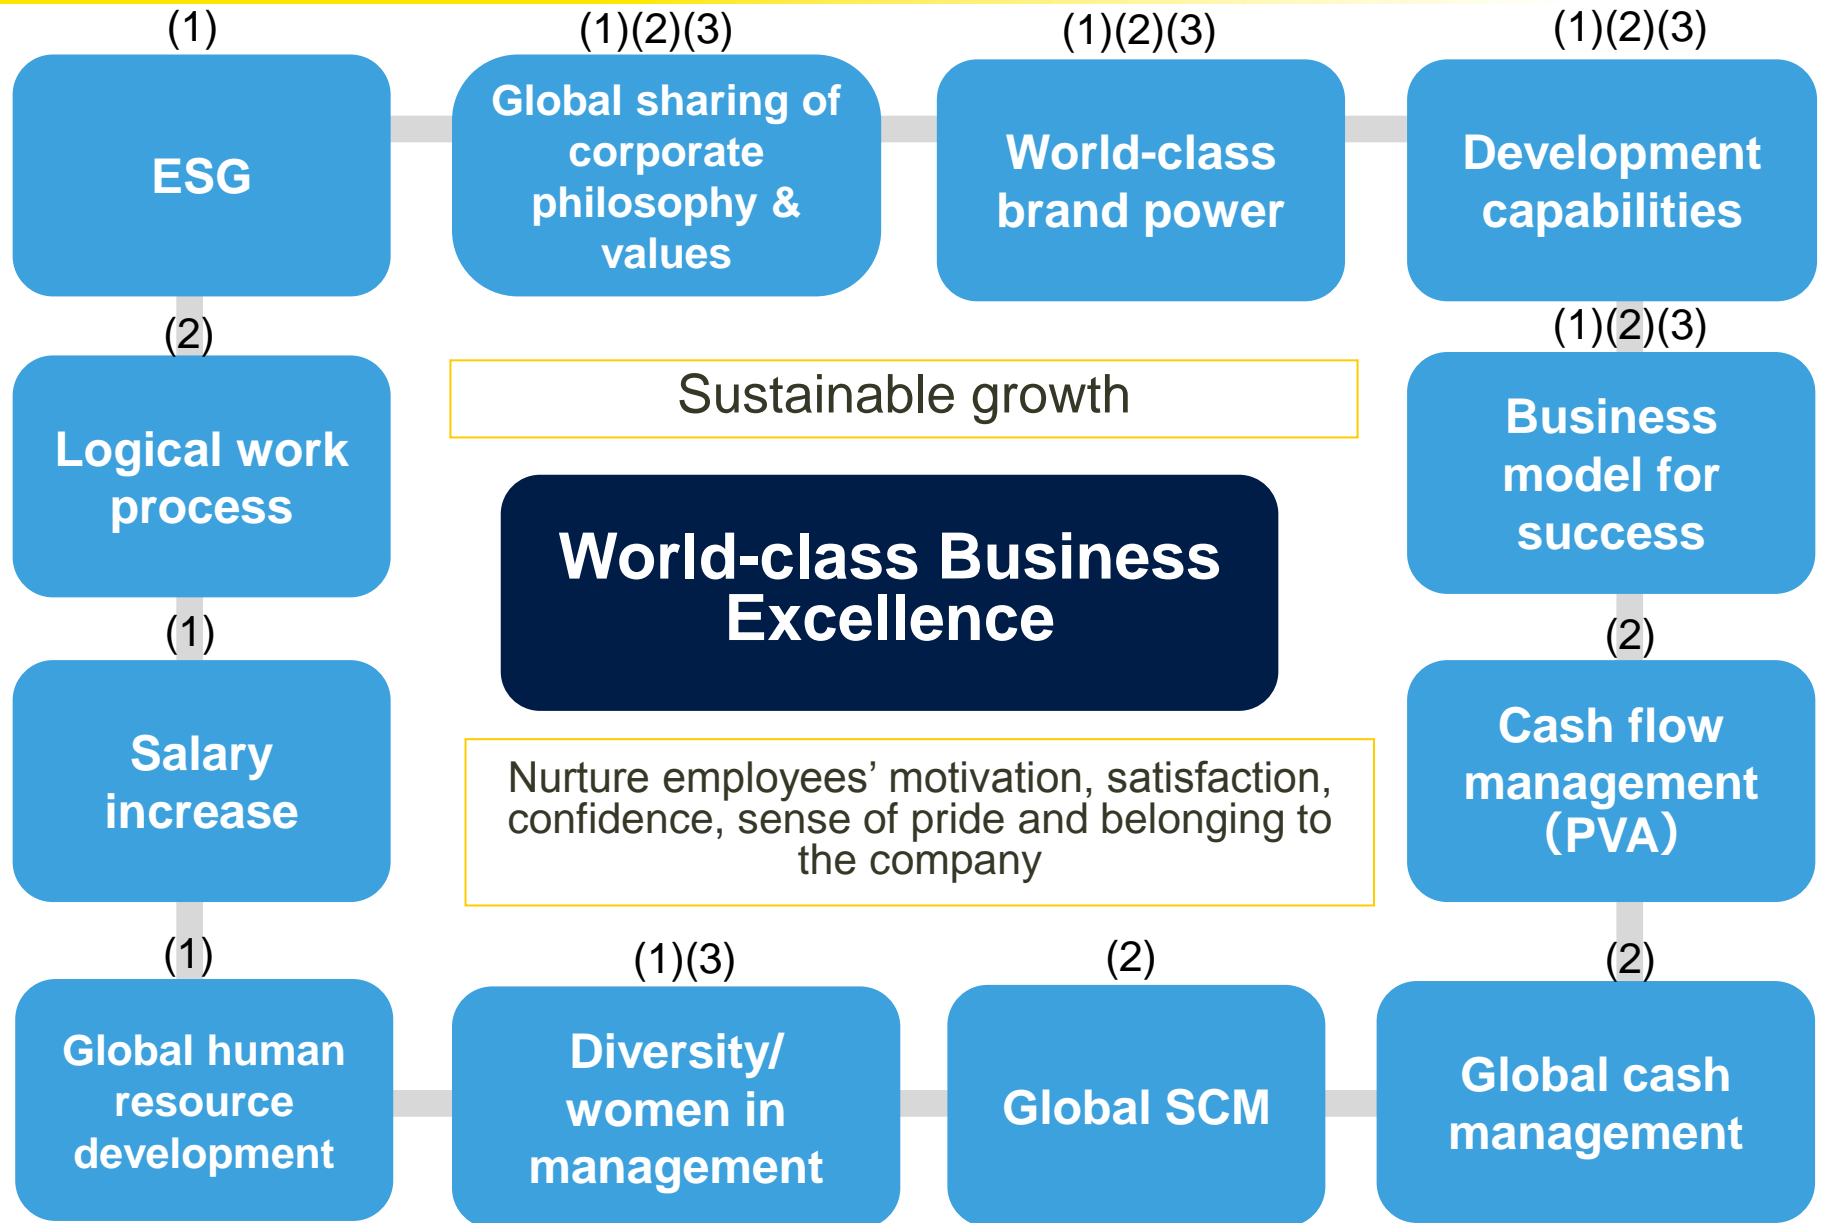 (1)
ESG
(1)(2)(3)
Global sharing of
corporate
philosophy &
values
(1)(2)(3)
World-class
brand power
(1)(2)(3)
Development
capabilities
(2)
Logical work
process
Sustainable growth
(1)(2)(3)
Business
model for
success
World-class Business
Excellence
(1)
Salary
increase
Nurture employees’ motivation, satisfaction,
confidence, sense of pride and belonging to
the company
(2)
Cash flow
management
（PVA）
(1)
Global human
resource
development
(1)(3)
Diversity/
women in
management
(2)
Global SCM
(2)
Global cash
management